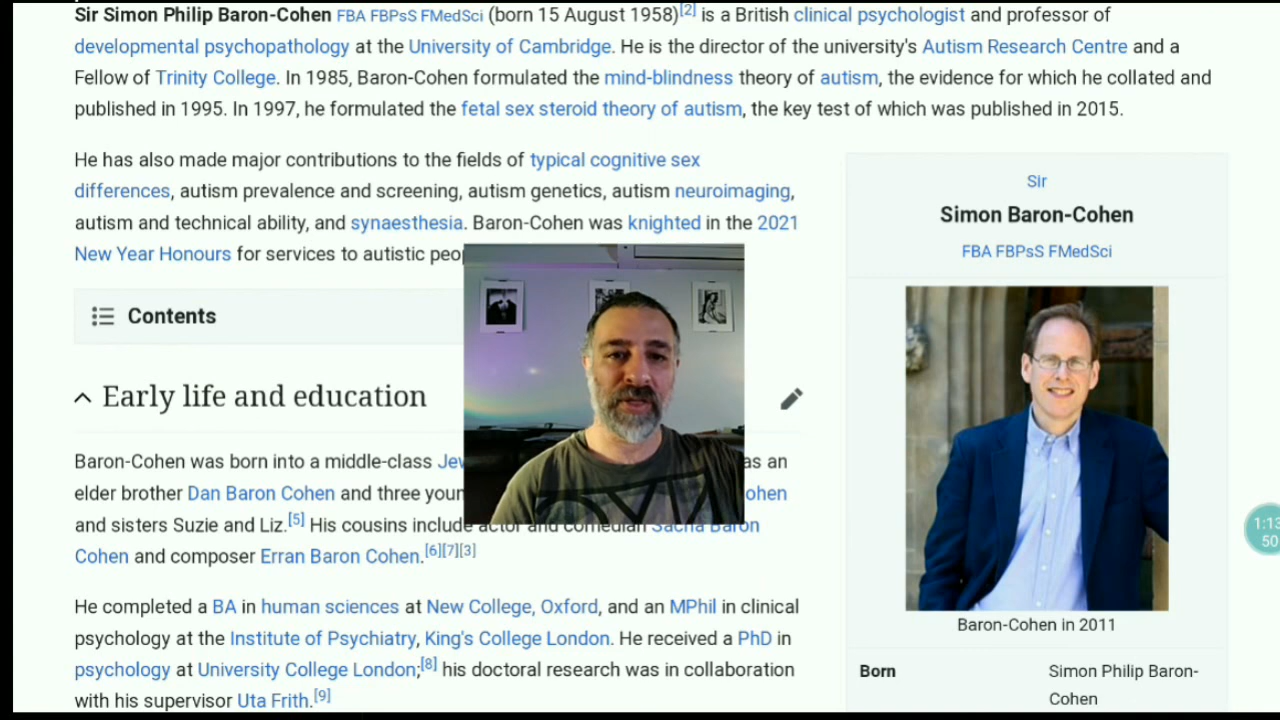 Sir Simon Philip Baron-Cohen FBA FBPsS FMedSci (born 15 August 1958)[2] is a British clinical psychologist and professor of
developmental psychopathology at the University of Cambridge. He is the director of the university's Autism Research Centre and a
Fellow of Trinity College. In 1985, Baron-Cohen formulated the mind-blindness theory of autism, the evidence for which he collated and
published in 1995. In 1997, he formulated the fetal sex steroid theory of autism, the key test of which was published in 2015.
He has also made major contributions to the fields of typical cognitive sex
differences, autism prevalence and screening, autism genetics, autism neuroimaging,
autism and technical ability, and synaesthesia. Baron-Cohen was knighted in the 2021
New Year Honours for services to autistic
Contents
Early life and education
Baron-Cohen was born into a middle-class as an
elder brother Dan Baron Cohen and three
and sisters Suzie and Liz.[5] His cousins include actor and comedian Sacha Baron
Cohen and composer Erran Baron Cohen.[6][7][3]
He completed a BA in human sciences at New College, Oxford, and an MPhil in clinical
psychology at the Institute of Psychiatry, King's College London. He received a PhD in
psychology at University College London;[8] his doctoral research was in collaboration
with his supervisor Uta Frith.[9]
Sir
Simon Baron-Cohen
FBA FBPsS FMedSci
Baron-Cohen in 2011
Born Simon Philip Baron-
Cohen
1:13
50